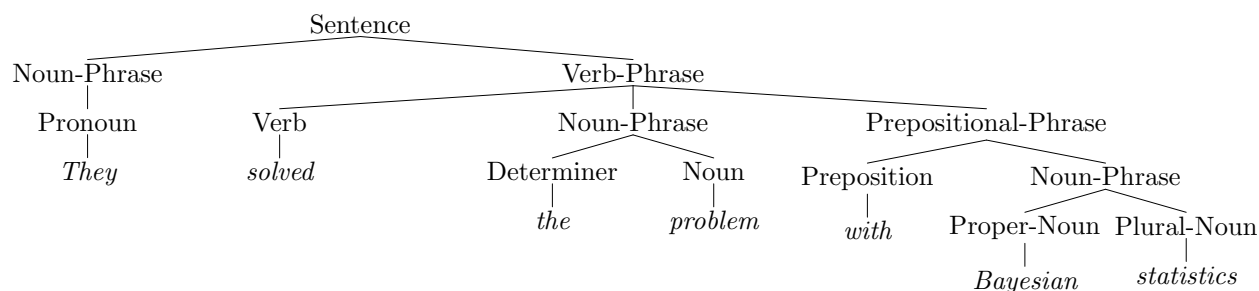 Sentence
Noun-Phrase Verb-Phrase
Pronoun Verb Noun-Phrase Prepositional-Phrase
They solved Determiner Noun Preposition Noun-Phrase
the problem with Proper-Noun Plural-Noun
Bayesian statistics